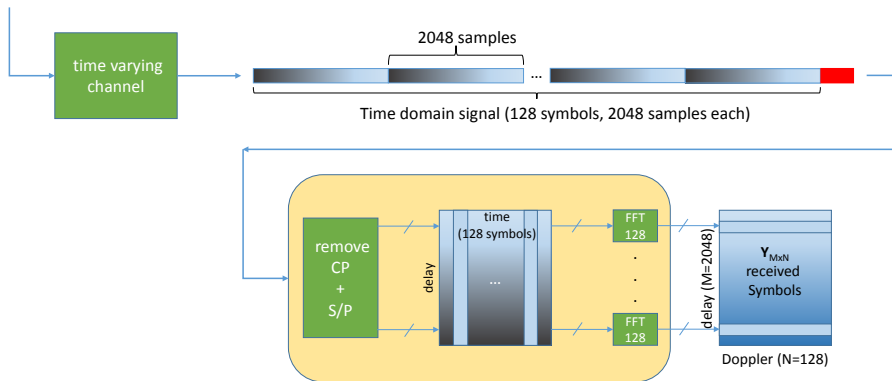 2048 samples
time varying
channel
...
Time domain signal (128 symbols, 2048 samples each)
remove
CP
+
S/P
delay
time
(128 symbols)
...
FFT
128
.
.
.
.
FFT
128
delay (M=2048)
Y MxN
received
Symbols
Doppler (N=128)